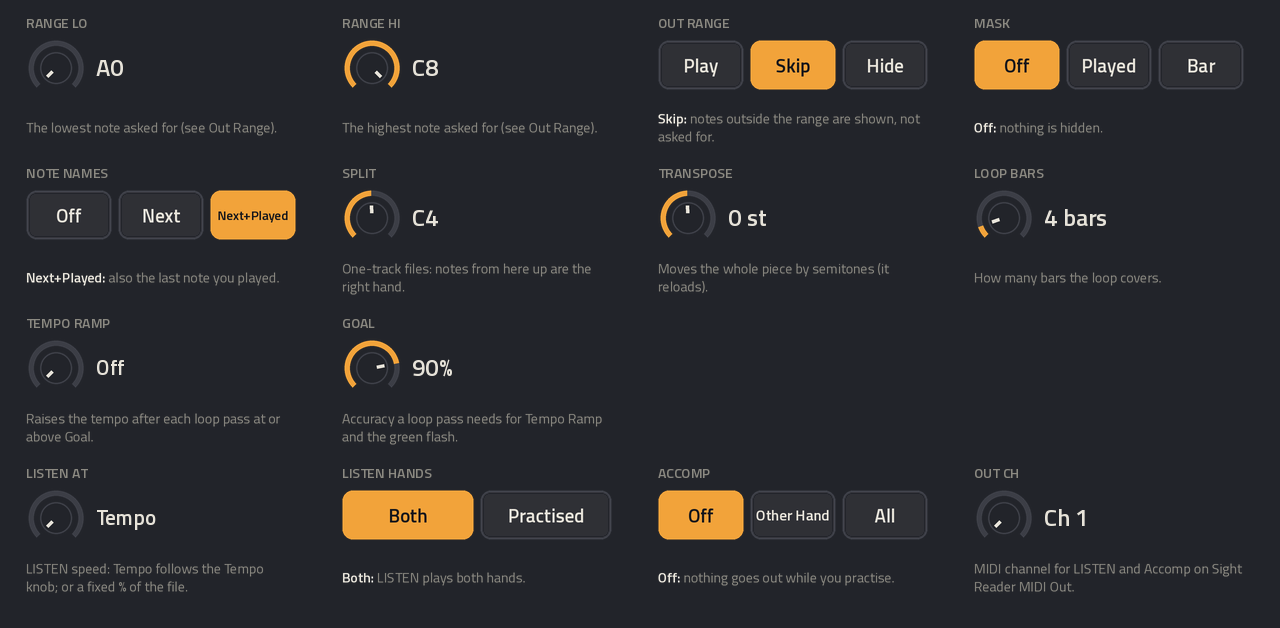 RANGE LO
A0
The lowest note asked for (see Out Range).
RANGE HI
C8
The highest note asked for (see Out Range).
OUT RANGE
Play
Skip
Hide
Skip: notes outside the range are shown, not
asked for.
MASK
Off
Played
Bar
Off: nothing is hidden.
NOTE NAMES
Off
Next
Next+Played
Next+Played: also the last note you played.
SPLIT
C4
One-track files: notes from here up are the
right hand.
TRANSPOSE
0 st
Moves the whole piece by semitones (it
reloads).
LOOP BARS
4 bars
How many bars the loop covers.
TEMPO RAMP
Off
Raises the tempo after each loop pass at or
above Goal.
GOAL
90%
Accuracy a loop pass needs for Tempo Ramp
and the green flash.
LISTEN AT
Tempo
LISTEN speed: Tempo follows the Tempo
knob; or a fixed % of the file.
LISTEN HANDS
Both
Practised
Both: LISTEN plays both hands.
ACCOMP
Off
Other Hand
All
Off: nothing goes out while you practise.
OUT CH
Ch 1
MIDI channel for LISTEN and Accomp on Sight
Reader MIDI Out.